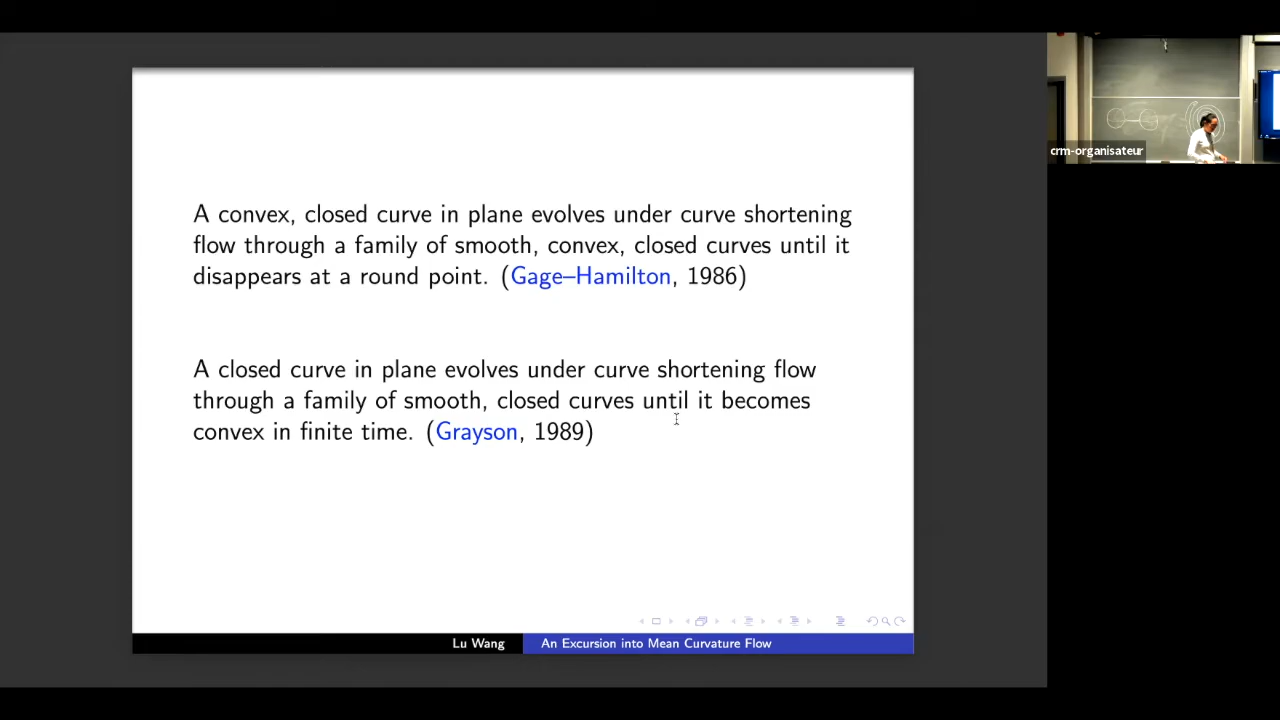 A convex, closed curve in plane evolves under curve shortening
flow through a family of smooth, convex, closed curves until it
disappears at a round point. (Gage–Hamilton, 1986)
A closed curve in plane evolves under curve shortening flow
through a family of smooth, closed curves until it becomes
convex in finite time. (Grayson, 1989)
Lu Wang
An Excursion into Mean Curvature Flow
crm-organisateur